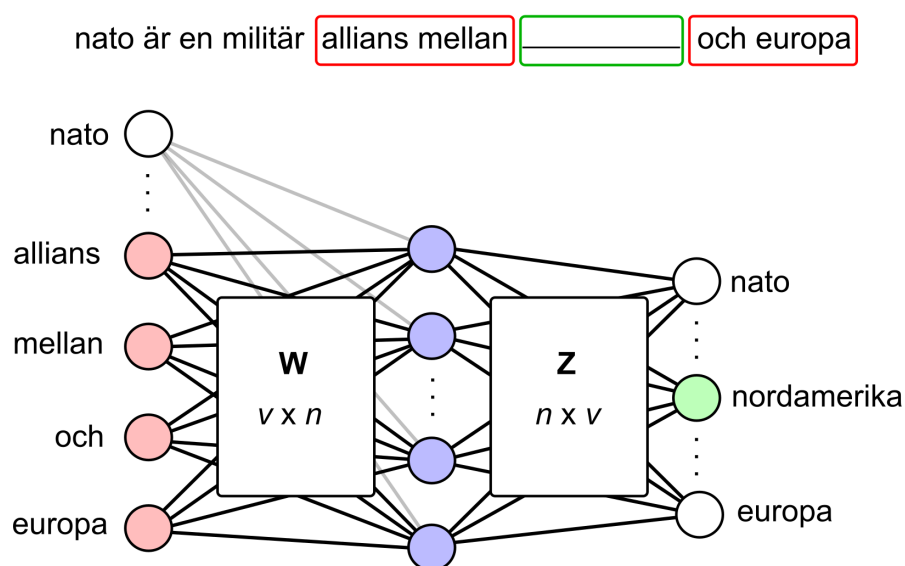 nato är en militär allians mellan ________ och europa
nato
allians
mellan
och
europa
W
v x n
Z
n x v
nato
nordamerika
europa